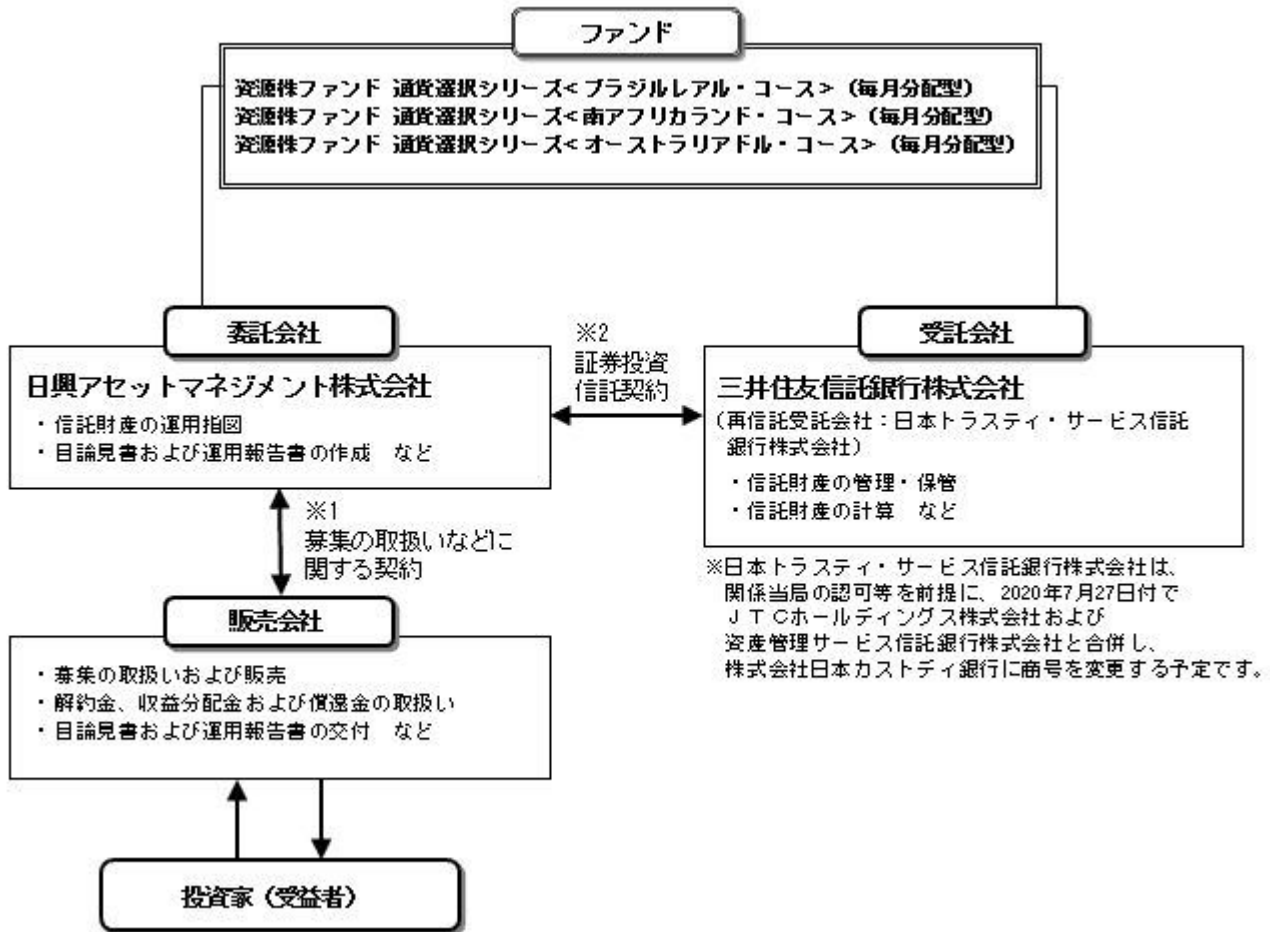 ファンド
資源株ファンド 通貨選択シリーズ<ブラジルレアル・コース>（毎月分配型）
資源株ファンド 通貨選択シリーズ<南アフリカランド・コース>（毎月分配型）
資源株ファンド 通貨選択シリーズ<オーストラリアドル・コース>（毎月分配型）
委託会社
日興アセットマネジメント株式会社
・信託財産の運用指図
・目論見書および運用報告書の作成　など
※2
証券投資
信託契約
受託会社
三井住友信託銀行株式会社
（再信託受託会社：日本トラスティ・サービス信託
銀行株式会社）
・信託財産の管理・保管
・信託財産の計算　など
※1
募集の取扱いなどに
関する契約
※日本トラスティ・サービス信託銀行株式会社は、
関係当局の認可等を前提に、2020年7月27日付で
ＪＴＣホールディングス株式会社および
資産管理サービス信託銀行株式会社と合併し、
株式会社日本カストディ銀行に商号を変更する予定です。
販売会社
・募集の取扱いおよび販売
・解約金、収益分配金および償還金の取扱い
・目論見書および運用報告書の交付　など
投資家（受益者）